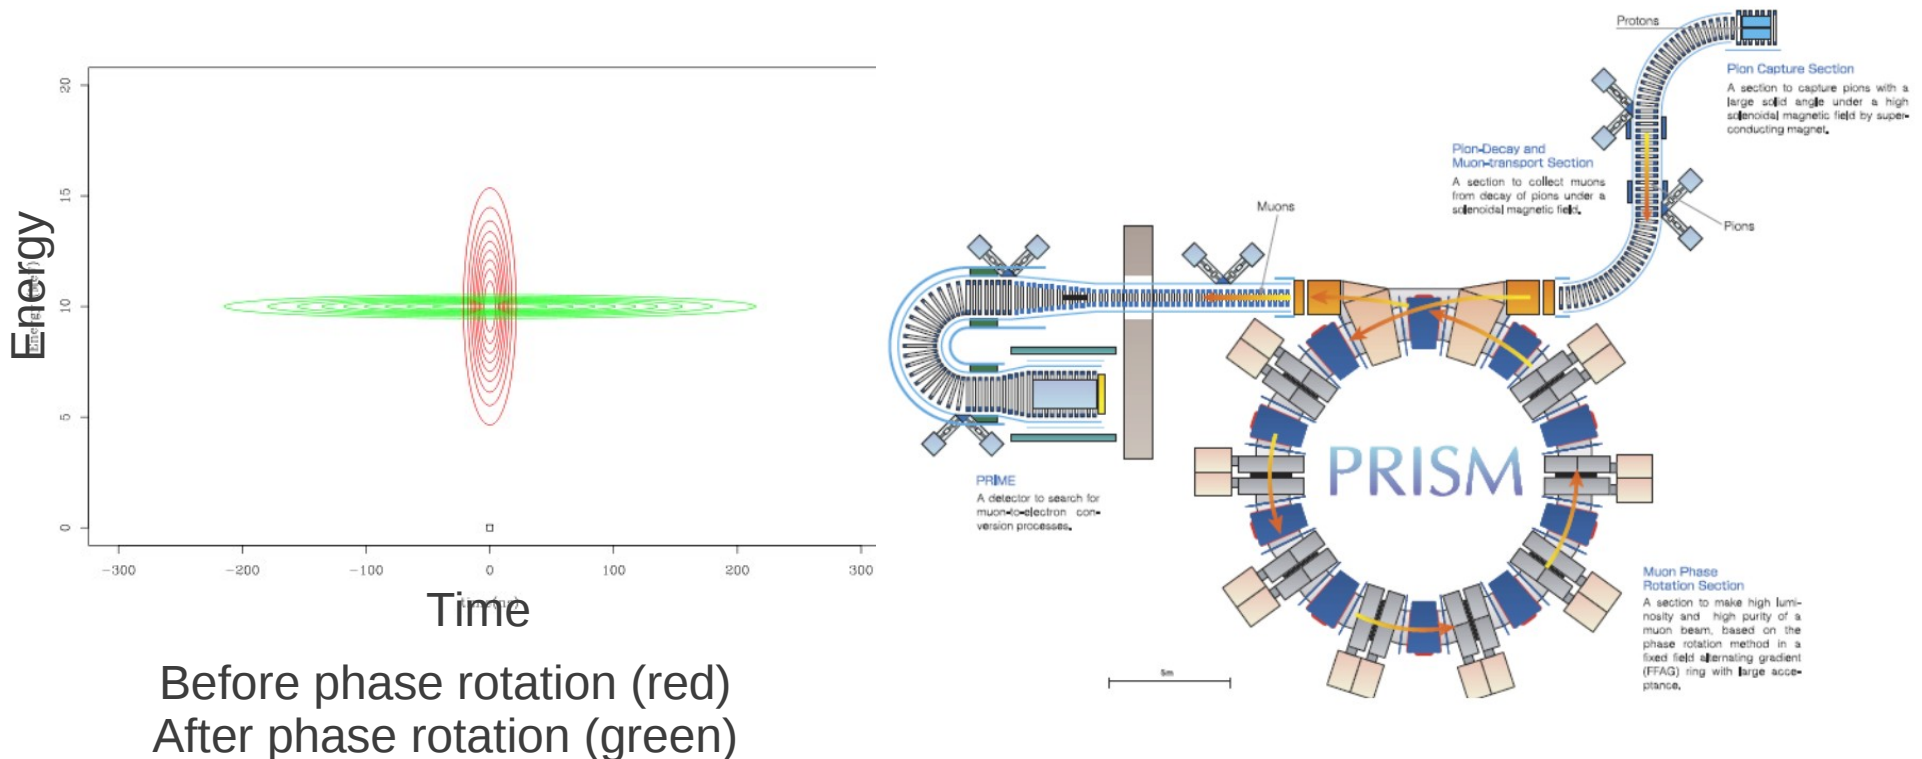 20
15
10
5
0
Energy
−300
−200
−100
0
100
200
300
Time
Before phase rotation (red)
After phase rotation (green)
Protons
Pion Capture Section
A section to capture pions with a
large solid angle under a high
solenoidal magnetic field by super-
conducting magnet.
Pion-Decay and
Muon-transport Section
A section to collect muons
from decay of pions under a
solenoidal magnetic field.
Pions
Muons
PRISM
PRIME
A detector to search for
muon-to-electron con-
version processes.
5m
Muon Phase
Rotation Section
A section to make high lumi-
nosity and high purity of a
muon beam, based on the
phase rotation method in a
fixed field alternating gradient
(FFAG) ring with large acce-
ptance.